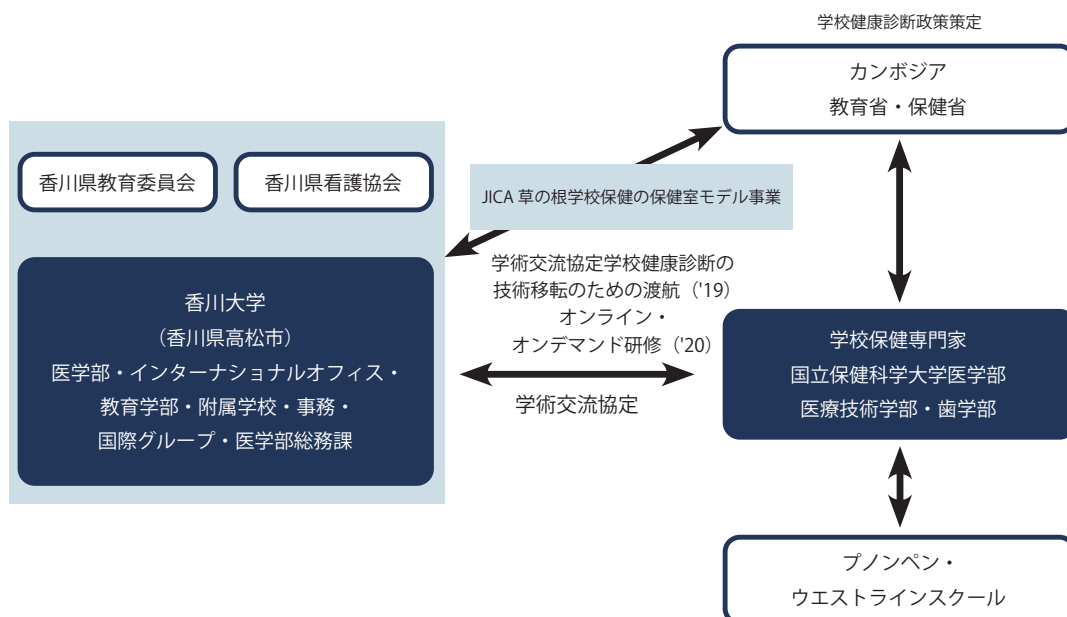 学校健康診断政策策定
カンボジア
教育省・保健省
香川県教育委員会
香川県看護協会
JICA 草の根学校保健の保健室モデル事業
学術交流協定学校健康診断の
技術移転のための渡航（'19）
オンライン・
オンデマンド研修（'20）
学術交流協定
香川大学
（香川県高松市）
医学部・インターナショナルオフィス・
教育学部・附属学校・事務・
国際グループ・医学部総務課
学校保健専門家
国立保健科学大学医学部
医療技術学部・歯学部
プノンペン・
ウエストラインスクール